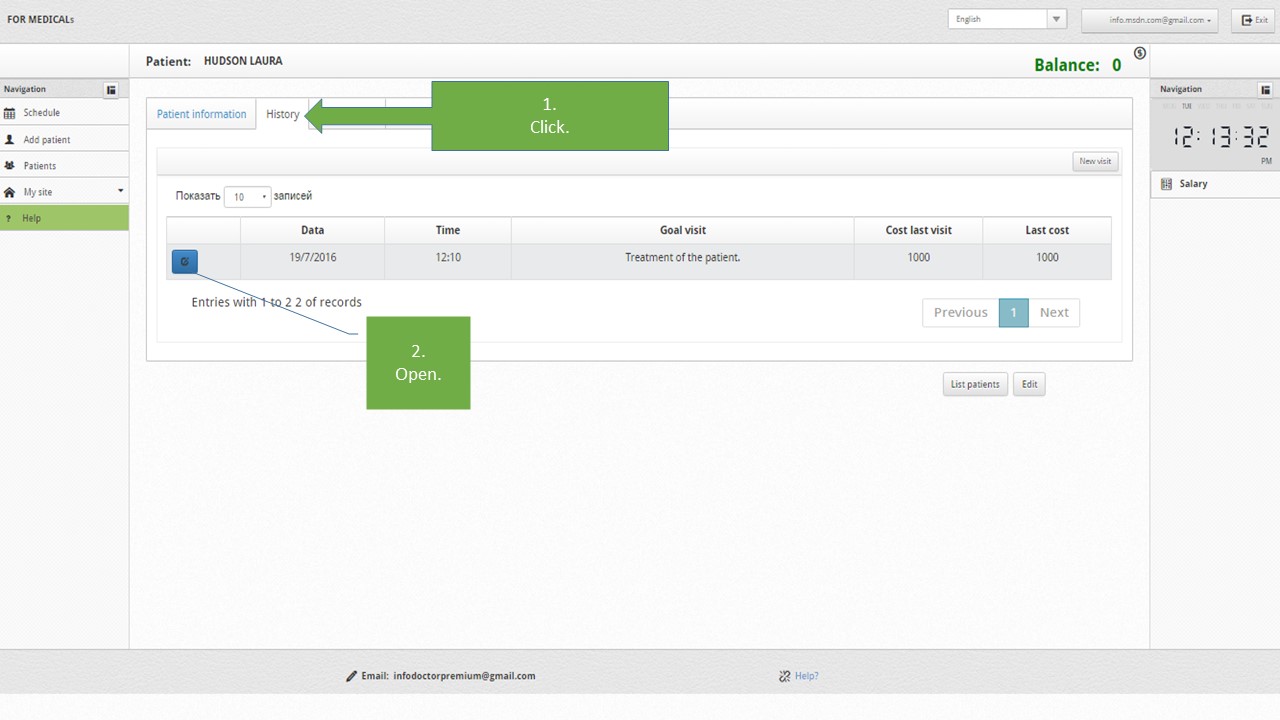 FOR MEDICALs
English
info.msdn.com@gmail.com
Exit
Patient: HUDSON LAURA
Balance: 0
Navigation
Schedule
Add patient
Patients
My site
? Help
Patient information
History
1.
Click.
New visit
Показать 10 записей
Data Time Goal visit Cost last visit Last cost
19/7/2016 12:10 Treatment of the patient. 1000 1000
Entries with 1 to 2 2 of records
Previous 1 Next
2.
Open.
List patients
Edit
Navigation
TUE
12:13:32
PM
Salary
Email: infodoctorpremium@gmail.com
Help?